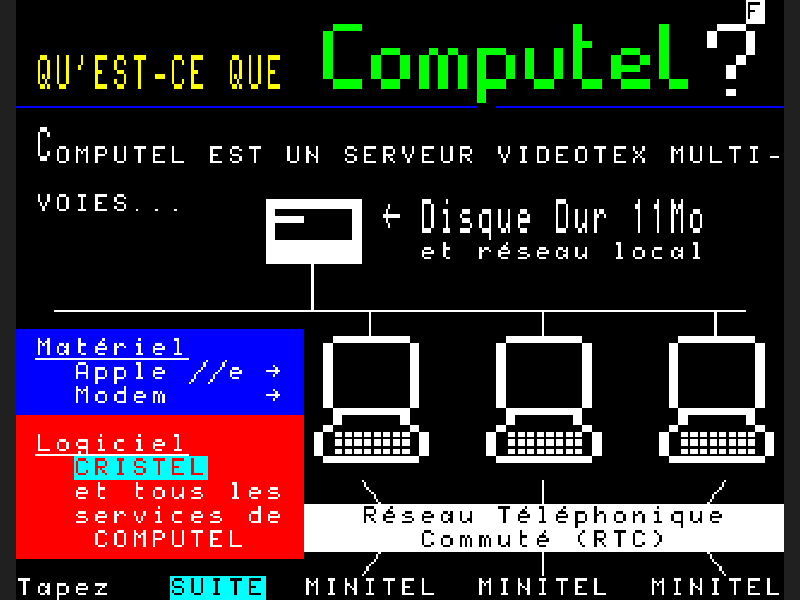 F
QU'EST-CE QUE Computel ?
COMPUTEL EST UN SERVEUR VIDEOTEX MULTI-
VOIES...
← Disque Dur 11Mo
et réseau local
Matériel
Apple //e →
Modem →
Logiciel
CRISTEL
et tous les
services de
COMPUTEL
Réseau Téléphonique
Commuté (RTC)
Tapez SUITE MINITEL MINITEL MINITEL